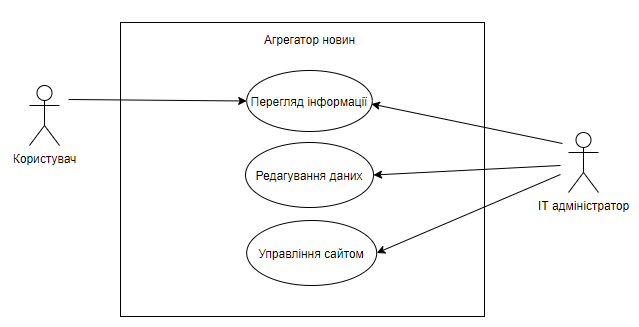 Агрегатор новин
Перегляд інформації
Користувач
Редагування даних
ІТ адміністратор
Управління сайтом